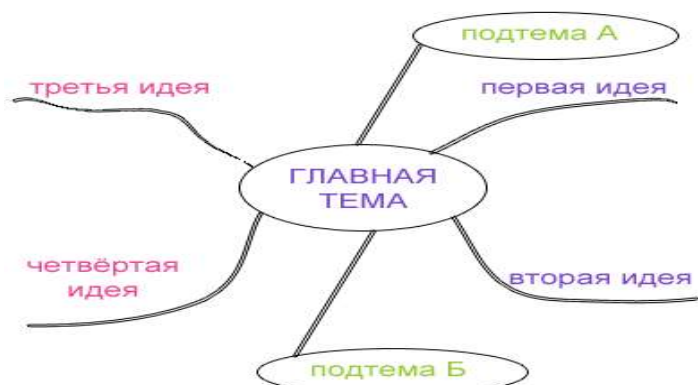 подтема А
третья идея
первая идея
ГЛАВНАЯ
ТЕМА
четвёртая
идея
вторая идея
подтема Б